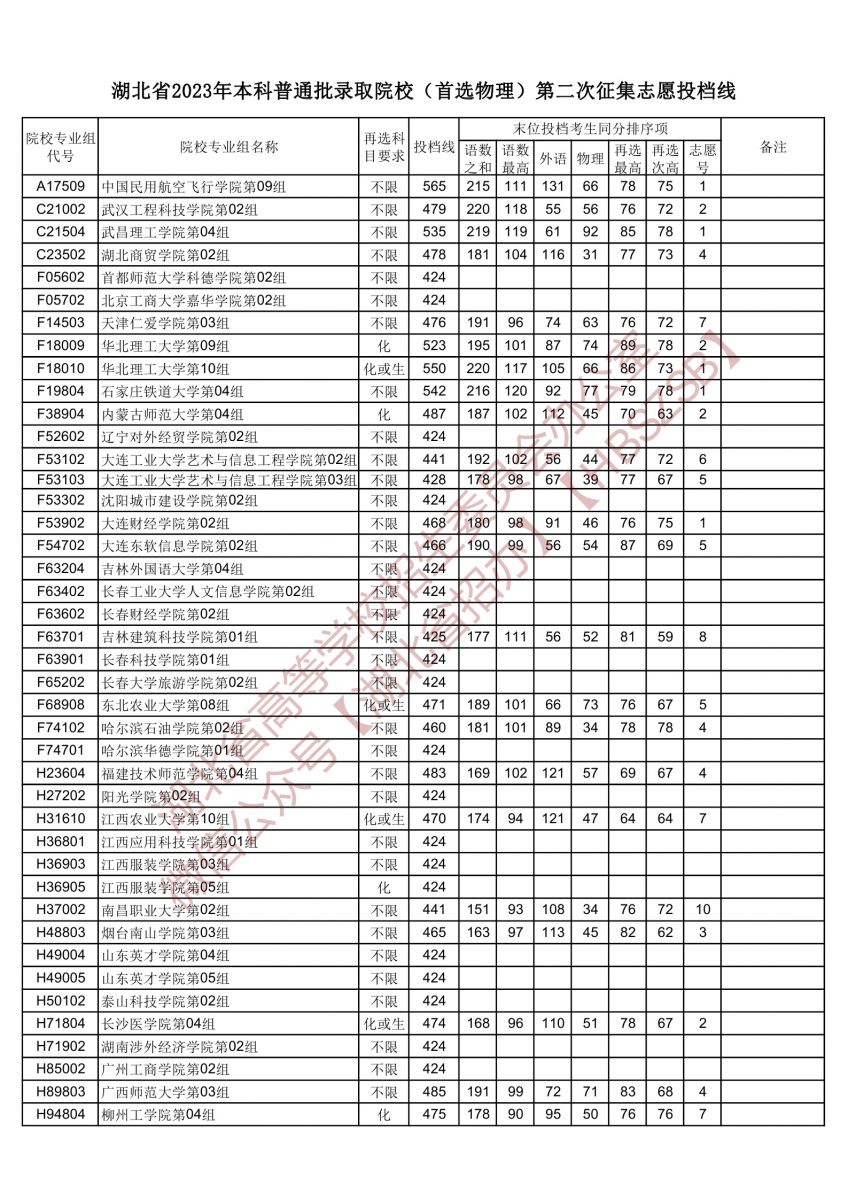 湖北省2023年本科普通批录取院校（首选物理）第二次征集志愿投档线
院校专业组代号 院校专业组名称 再选科目要求 投档线 末位投档考生同分排序项 备注
语数之和 语数最高 外语 物理 再选最高 再选次高 志愿号
A17509 中国民用航空飞行学院第09组 不限 565 215 111 131 66 78 75 1
C21002 武汉工程科技学院第02组 不限 479 220 118 55 56 76 72 2
C21504 武昌理工学院第04组 不限 535 219 119 61 92 85 78 1
C23502 湖北商贸学院第02组 不限 478 181 104 116 31 77 73 4
F05602 首都师范大学科德学院第02组 不限 424
F05702 北京工商大学嘉华学院第02组 不限 424
F14503 天津仁爱学院第03组 不限 476 191 96 74 63 76 72 7
F18009 华北理工大学第09组 化 523 195 101 87 74 89 78 2
F18010 华北理工大学第10组 化或生 550 220 117 105 66 86 73 1
F19804 石家庄铁道大学第04组 不限 542 216 120 92 77 79 78 1
F38904 内蒙古师范大学第04组 化 487 187 102 112 45 70 63 2
F52602 辽宁对外经贸学院第02组 不限 424
F53102 大连工业大学艺术与信息工程学院第02组 不限 441 192 102 56 44 77 72 6
F53103 大连工业大学艺术与信息工程学院第03组 不限 428 178 98 67 39 77 67 5
F53302 沈阳城市建设学院第02组 不限 424
F53902 大连财经学院第02组 不限 468 180 98 91 46 76 75 1
F54702 大连东软信息学院第02组 不限 466 190 99 56 54 87 69 5
F63204 吉林外国语大学第04组 不限 424
F63402 长春工业大学人文信息学院第02组 不限 424
F63602 长春财经学院第02组 不限 424
F63701 吉林建筑科技学院第01组 不限 425 177 111 56 52 81 59 8
F63901 长春科技学院第01组 不限 424
F65202 长春大学旅游学院第02组 不限 424
F68908 东北农业大学第08组 化或生 471 189 101 66 73 76 67 5
F74102 哈尔滨石油学院第02组 不限 460 181 101 89 34 78 78 4
F74701 哈尔滨华德学院第01组 不限 424
H23604 福建技术师范学院第04组 不限 483 169 102 121 57 69 67 4
H27202 阳光学院第02组 不限 424
H31610 江西农业大学第10组 化或生 470 174 94 121 47 64 64 7
H36801 江西应用科技学院第01组 不限 424
H36903 江西服装学院第03组 不限 424
H36905 江西服装学院第05组 化 424
H37002 南昌职业大学第02组 不限 441 151 93 108 34 76 72 10
H48803 烟台南山学院第03组 不限 465 163 97 113 45 82 62 3
H49004 山东英才学院第04组 不限 424
H49005 山东英才学院第05组 不限 424
H50102 泰山科技学院第02组 不限 424
H71804 长沙医学院第04组 化或生 474 168 96 110 51 78 67 2
H71902 湖南涉外经济学院第02组 不限 424
H85002 广州工商学院第02组 不限 424
H89803 广西师范大学第03组 不限 485 191 99 72 71 83 68 4
H94804 柳州工学院第04组 化 475 178 90 95 50 76 76 7
湖北省高等学校招生委员会办公室
微信公众号【湖北省招办】【HBSZSB】